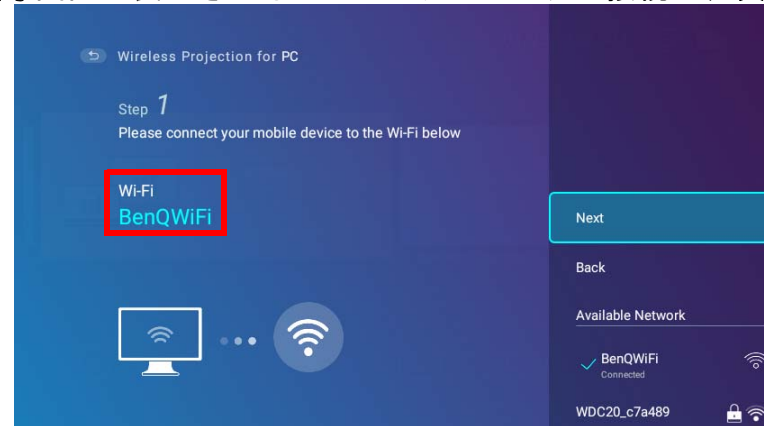 Wireless Projection for PC
Step 1
Please connect your mobile device to the Wi-Fi below
Wi-Fi
BenQWiFi
Next
Back
Available Network
BenQWiFi
Connected
WDC20_c7a489